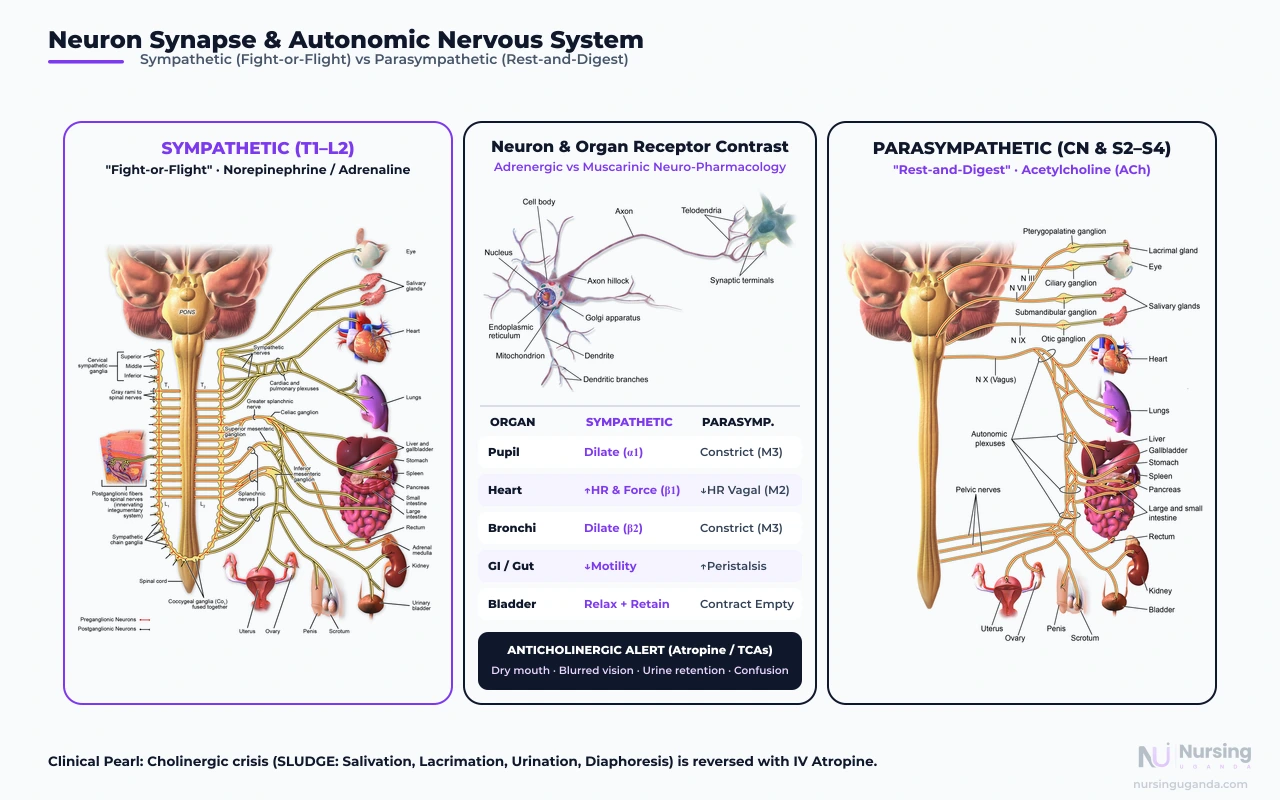 Neuron Synapse & Autonomic Nervous System
Sympathetic (Fight-or-Flight) vs Parasympathetic (Rest-and-Digest)
SYMPATHETIC (T1–L2)
"Fight-or-Flight" · Norepinephrine / Adrenaline
Eye
Salivary
glands
PONS
Heart
Sympathetic
nerves
Cervical
sympathetic
ganglia
Superior
Middle
Inferior
Cardiac and
pulmonary plexuses
T₁
T₁
Gray rami to
spinal nerves
Greater splanchnic
nerve
Celiac ganglion
Lungs
Superior mesenteric
ganglion
Liver and
gallbladder
Stomach
Inferior
mesenteric
ganglion
Spleen
Pancreas
Postganglionic fibers
to spinal nerves
(innervating
integumentary
system)
Splanchnic
nerves
Small
intestine
Large
intestine
L₁
L₁
Rectum
Sympathetic
chain ganglia
Adrenal
medulla
Kidney
Spinal cord
Coccygeal ganglia (Co₁)
fused together
Urinary
bladder
Preganglionic Neurons
Postganglionic Neurons
Uterus
Ovary
Penis
Scrotum
Neuron & Organ Receptor Contrast
Adrenergic vs Muscarinic Neuro-Pharmacology
Cell body
Axon
Telodendria
Nucleus
Axon hillock
Synaptic terminals
Golgi apparatus
Endoplasmic
reticulum
Mitochondrion
Dendrite
Dendritic branches
ORGAN SYMPATHETIC PARASYMP.
Pupil Dilate (α1) Constrict (M3)
Heart ↑HR & Force (β1) ↓HR Vagal (M2)
Bronchi Dilate (β2) Constrict (M3)
GI / Gut ↓Motility ↑Peristalsis
Bladder Relax + Retain Contract Empty
ANTICHOLINERGIC ALERT (Atropine / TCAs)
Dry mouth · Blurred vision · Urine retention · Confusion
PARASYMPATHETIC (CN & S2–S4)
"Rest-and-Digest" · Acetylcholine (ACh)
Pterygopalatine ganglion
Lacrimal gland
Eye
N III
Ciliary ganglion
N VII
Salivary glands
Submandibular ganglion
N IX
Otic ganglion
Heart
N X (Vagus)
Lungs
Autonomic
plexuses
Liver
Gallbladder
Stomach
Spleen
Pancreas
Pelvic nerves
Large and small
intestine
Rectum
Kidney
Bladder
Uterus
Ovary
Penis
Scrotum
Clinical Pearl: Cholinergic crisis (SLUDGE: Salivation, Lacrimation, Urination, Diaphoresis) is reversed with IV Atropine.
NU Nursing
UGANDA
nursinguganda.com